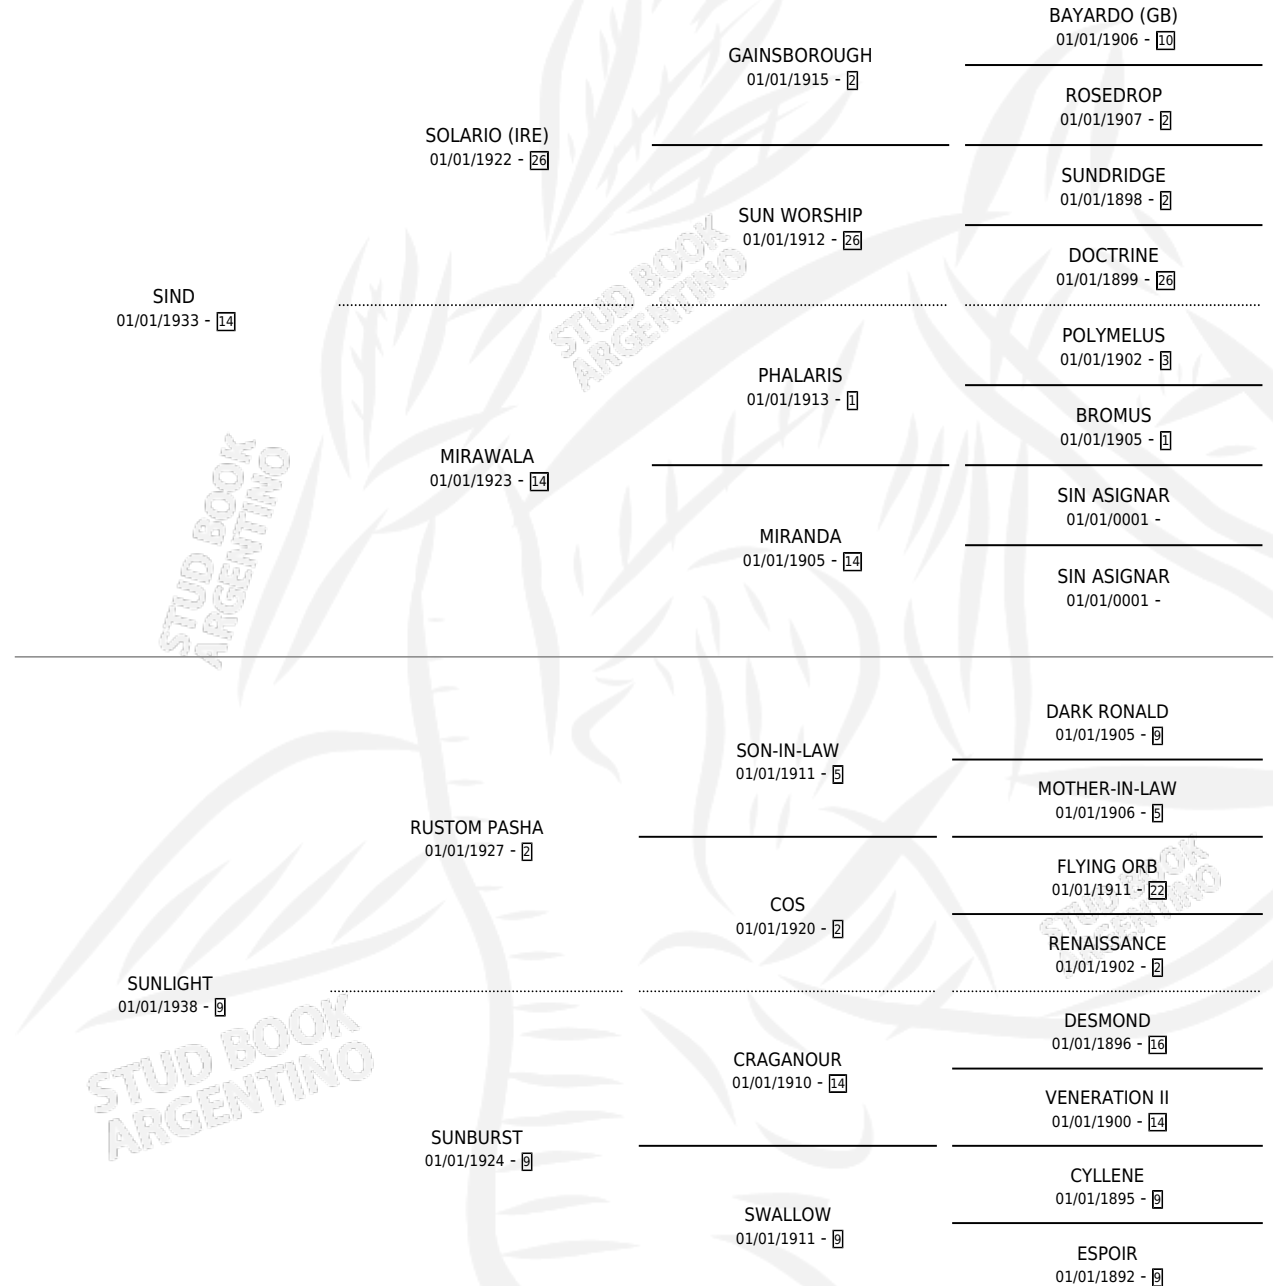 BAYARDO (GB)
01/01/1906 - 10
GAINSBOROUGH
01/01/1915 - 2
ROSEDROP
01/01/1907 - 2
SOLARIO (IRE)
01/01/1922 - 26
SUNDRIDGE
01/01/1898 - 2
SUN WORSHIP
01/01/1912 - 26
DOCTRINE
01/01/1899 - 26
SIND
01/01/1933 - 14
STUD BOOK
ARGENTINO
POLYMELUS
01/01/1902 - 3
PHALARIS
01/01/1913 - 1
BROMUS
01/01/1905 - 1
MIRAWALA
01/01/1923 - 14
SIN ASIGNAR
01/01/0001 -
MIRANDA
01/01/1905 - 14
SIN ASIGNAR
01/01/0001 -
STUD BOOK
ARGENTINO
DARK RONALD
01/01/1905 - 9
SON-IN-LAW
01/01/1911 - 5
MOTHER-IN-LAW
01/01/1906 - 5
RUSTOM PASHA
01/01/1927 - 2
FLYING ORB
01/01/1911 - 22
COS
01/01/1920 - 2
STUD BOOK
ARGENTINO
RENAISSANCE
01/01/1902 - 2
SUNLIGHT
01/01/1938 - 9
DESMOND
01/01/1896 - 16
CRAGANOUR
01/01/1910 - 14
VENERATION II
01/01/1900 - 14
STUD BOOK
ARGENTINO
SUNBURST
01/01/1924 - 9
CYLLENE
01/01/1895 - 9
SWALLOW
01/01/1911 - 9
ESPOIR
01/01/1892 - 9